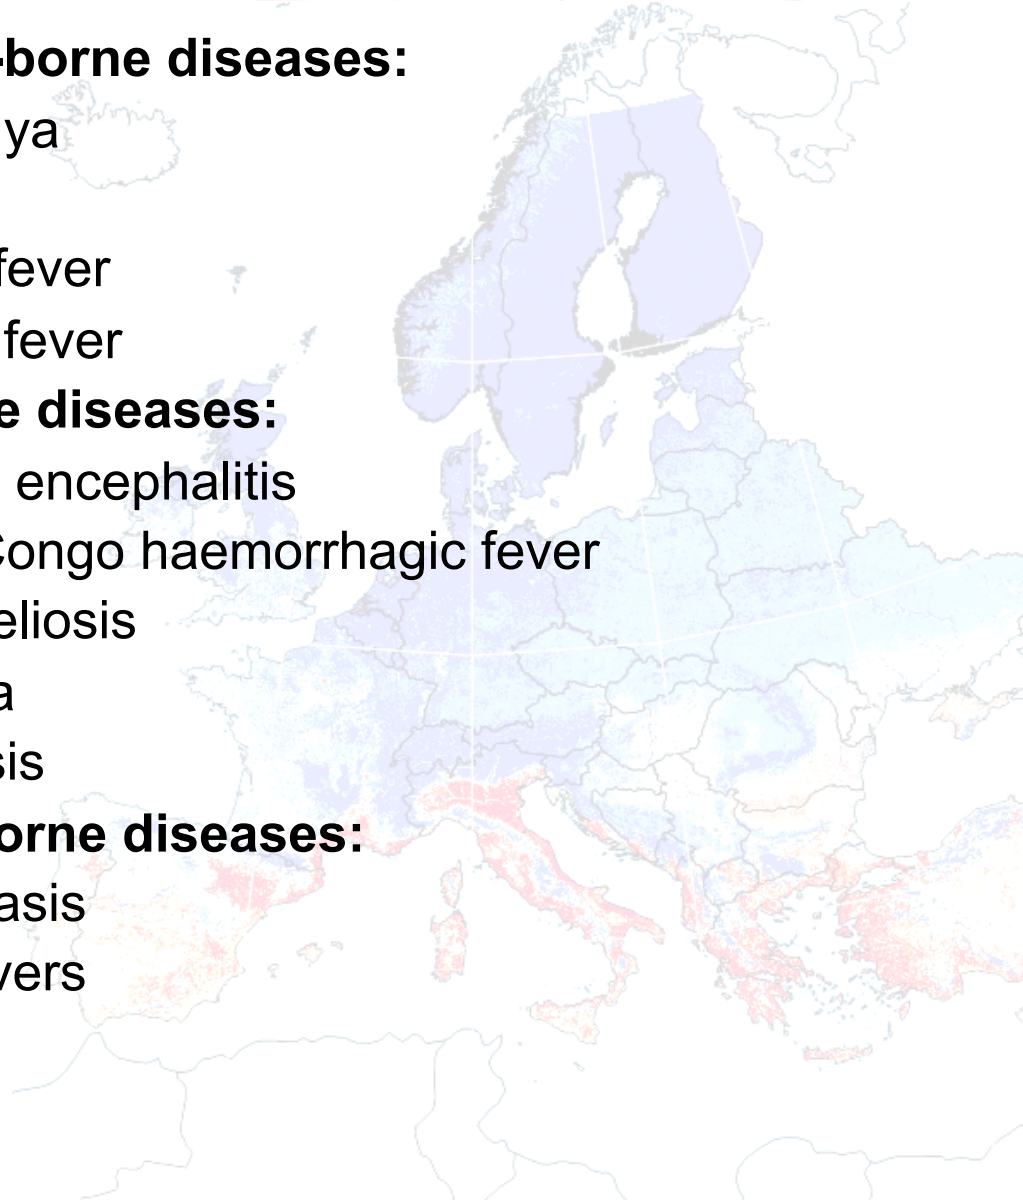 -borne diseases:
ya
fever
fever
e diseases:
encephalitis
Congo haemorrhagic fever
eliosis
a
sis
orne diseases:
asis
vers